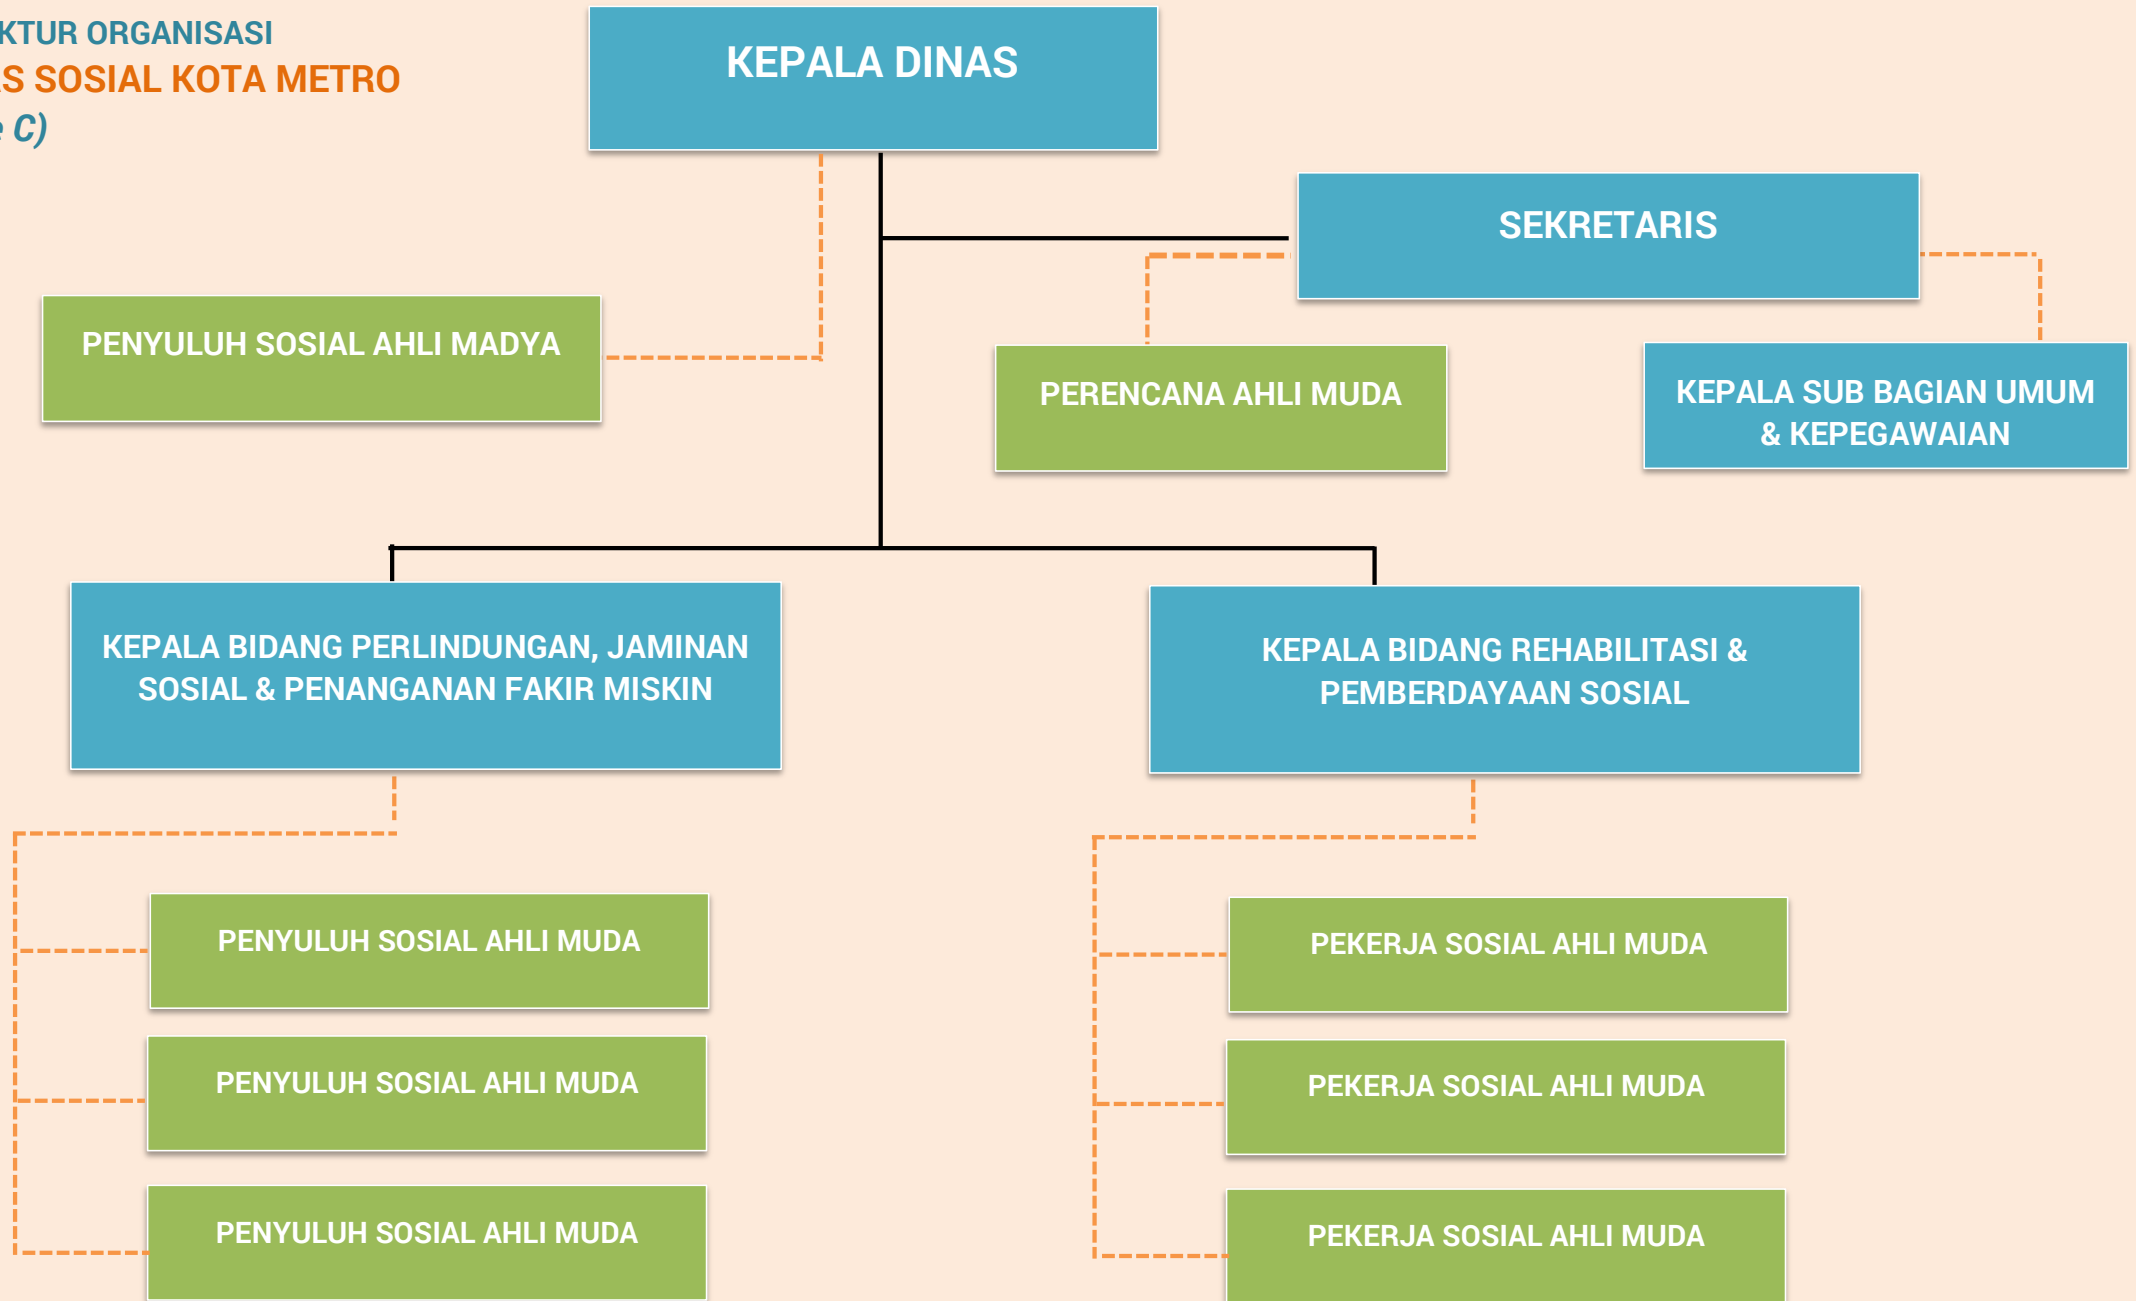 KTUR ORGANISASI
AS SOSIAL KOTA METRO
e C)
KEPALA DINAS
SEKRETARIS
PENYULUH SOSIAL AHLI MADYA
PERENCANA AHLI MUDA
KEPALA SUB BAGIAN UMUM
& KEPEGAWAIAN
KEPALA BIDANG PERLINDUNGAN, JAMINAN
SOSIAL & PENANGANAN FAKIR MISKIN
KEPALA BIDANG REHABILITASI &
PEMBERDAYAAN SOSIAL
PENYULUH SOSIAL AHLI MUDA
PENYULUH SOSIAL AHLI MUDA
PENYULUH SOSIAL AHLI MUDA
PEKERJA SOSIAL AHLI MUDA
PEKERJA SOSIAL AHLI MUDA
PEKERJA SOSIAL AHLI MUDA